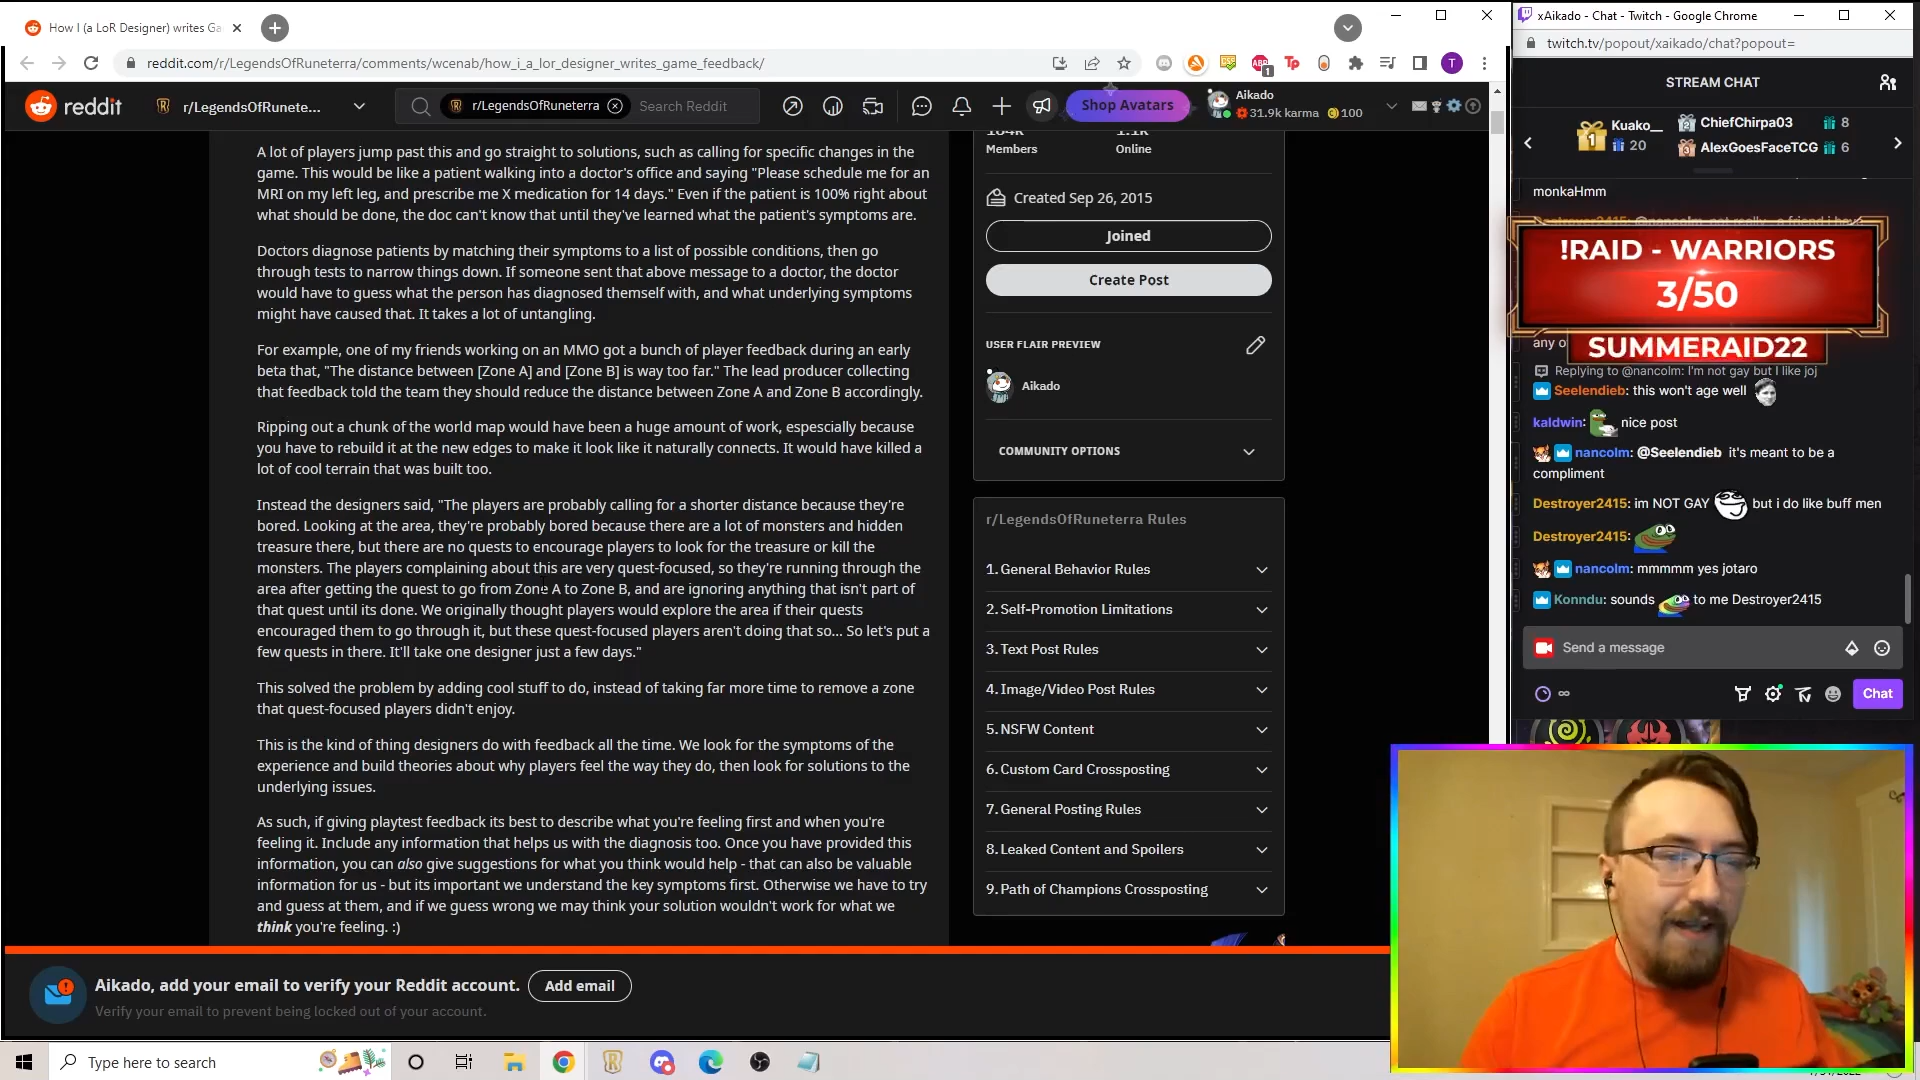 How I (a LoR Designer) writes Ga
xAikado - Chat - Twitch - Google Chrome
reddit.com/r/LegendsOfRuneterra/comments/wcenab/how_i_a_lor_designer_writes_game_feedback/
twitch.tv/popout/xaikado/chat?popout=
reddit
r/LegendsOfRunete...
r/LegendsOfRuneterra
Search Reddit
Shop Avatars
Aikado
31.9k karma
100
A lot of players jump past this and go straight to solutions, such as calling for specific changes in the
game. This would be like a patient walking into a doctor's office and saying "Please schedule me for an
MRI on my left leg, and prescribe me X medication for 14 days." Even if the patient is 100% right about
what should be done, the doc can't know that until they've learned what the patient's symptoms are.
Doctors diagnose patients by matching their symptoms to a list of possible conditions, then go
through tests to narrow things down. If someone sent that above message to a doctor, the doctor
would have to guess what the person has diagnosed themself with, and what underlying symptoms
might have caused that. It takes a lot of untangling.
For example, one of my friends working on an MMO got a bunch of player feedback during an early
beta that, "The distance between [Zone A] and [Zone B] is way too far." The lead producer collecting
that feedback told the team they should reduce the distance between Zone A and Zone B accordingly.
Ripping out a chunk of the world map would have been a huge amount of work, espescially because
you have to rebuild it at the new edges to make it look like it naturally connects. It would have killed a
lot of cool terrain that was built too.
Instead the designers said, "The players are probably calling for a shorter distance because they're
bored. Looking at the area, they're probably bored because there are a lot of monsters and hidden
treasure there, but there are no quests to encourage players to look for the treasure or kill the
monsters. The players complaining about this are very quest-focused, so they're running through the
area after getting the quest to go from Zone A to Zone B, and are ignoring anything that isn't part of
that quest until its done. We originally thought players would explore the area if their quests
encouraged them to go through it, but these quest-focused players aren't doing that so... So let's put a
few quests in there. It'll take one designer just a few days."
This solved the problem by adding cool stuff to do, instead of taking far more time to remove a zone
that quest-focused players didn't enjoy.
This is the kind of thing designers do with feedback all the time. We look for the symptoms of the
experience and build theories about why players feel the way they do, then look for solutions to the
underlying issues.
As such, if giving playtest feedback its best to describe what you're feeling first and when you're
feeling it. Include any information that helps us with the diagnosis too. Once you have provided this
information, you can also give suggestions for what you think would help - that can also be valuable
information for us - but its important we understand the key symptoms first. Otherwise we have to try
and guess at them, and if we guess wrong we may think your solution wouldn't work for what we
think you're feeling. :)
Members
Online
Created Sep 26, 2015
Joined
Create Post
USER FLAIR PREVIEW
Aikado
COMMUNITY OPTIONS
r/LegendsOfRuneterra Rules
1. General Behavior Rules
2. Self-Promotion Limitations
3. Text Post Rules
4. Image/Video Post Rules
5. NSFW Content
6. Custom Card Crossposting
7. General Posting Rules
8. Leaked Content and Spoilers
9. Path of Champions Crossposting
Aikado, add your email to verify your Reddit account.
Add email
Verify your email to prevent being locked out of your account.
Type here to search
STREAM CHAT
Kuako__
20
ChiefChirpa03 8
AlexGoesFaceTCG 6
monkaHmm
!RAID - WARRIORS
3/50
any o
SUMMERAID22
Replying to @nancolm: I'm not gay but I like joj
Seelendieb: this won't age well
kaldwin: nice post
nancolm: @Seelendieb it's meant to be a
compliment
Destroyer2415: im NOT GAY but i do like buff men
Destroyer2415:
nancolm: mmmmm yes jotaro
Konndu: sounds to me Destroyer2415
Send a message
Chat